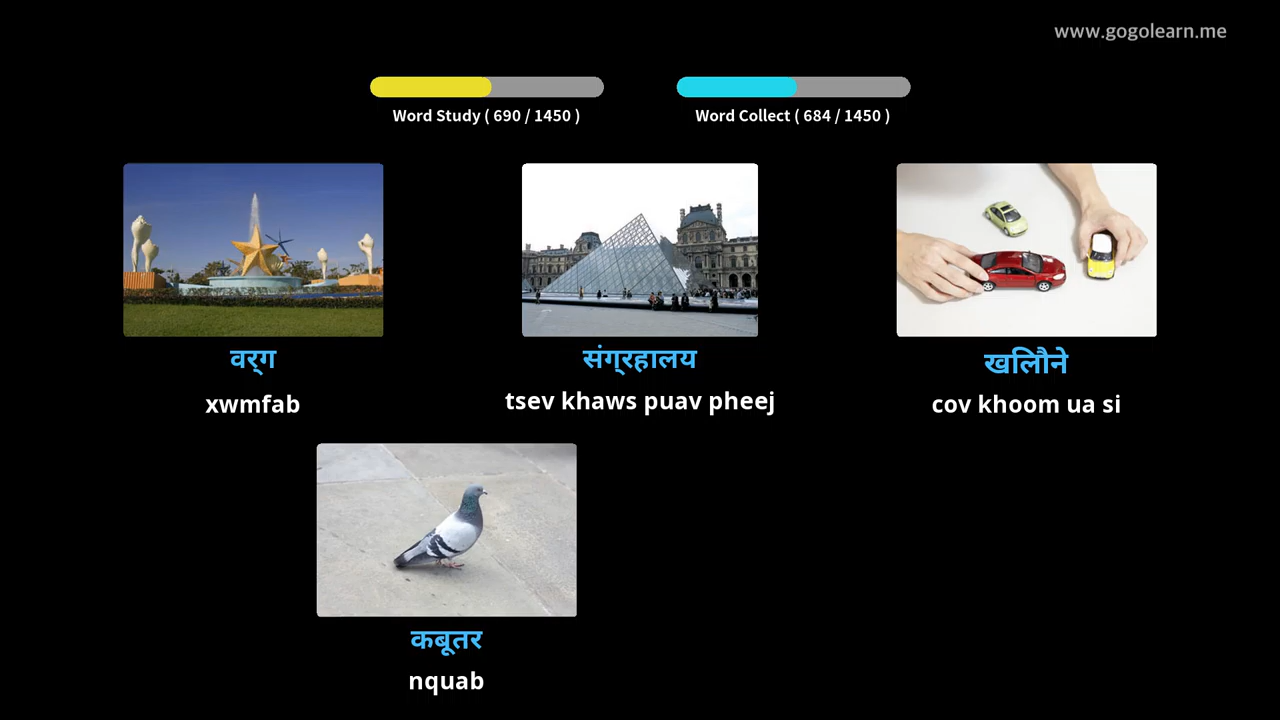 www.gogolearn.me
Word Study ( 690 / 1450 )
Word Collect ( 684 / 1450 )
वर्ग
xwmfab
संग्रहालय
tsev khaws puav pheej
खिलौने
cov khoom ua si
कबूतर
nquab